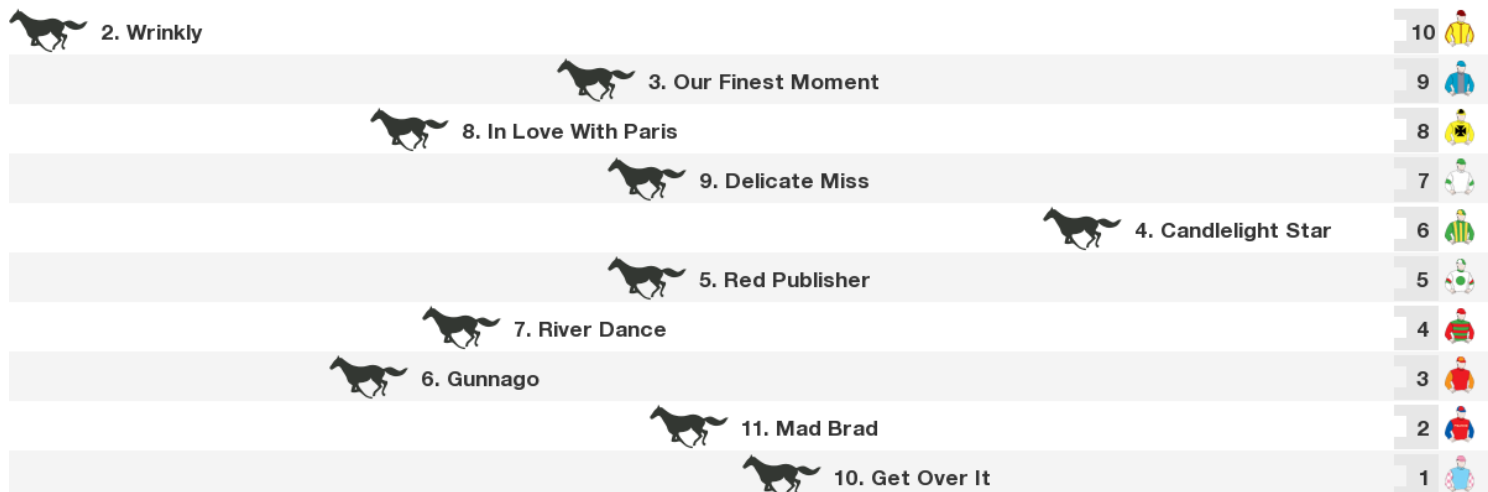 2. Wrinkly 10
3. Our Finest Moment 9
8. In Love With Paris 8
9. Delicate Miss 7
4. Candlelight Star 6
5. Red Publisher 5
7. River Dance 4
6. Gunnago 3
11. Mad Brad 2
10. Get Over It 1